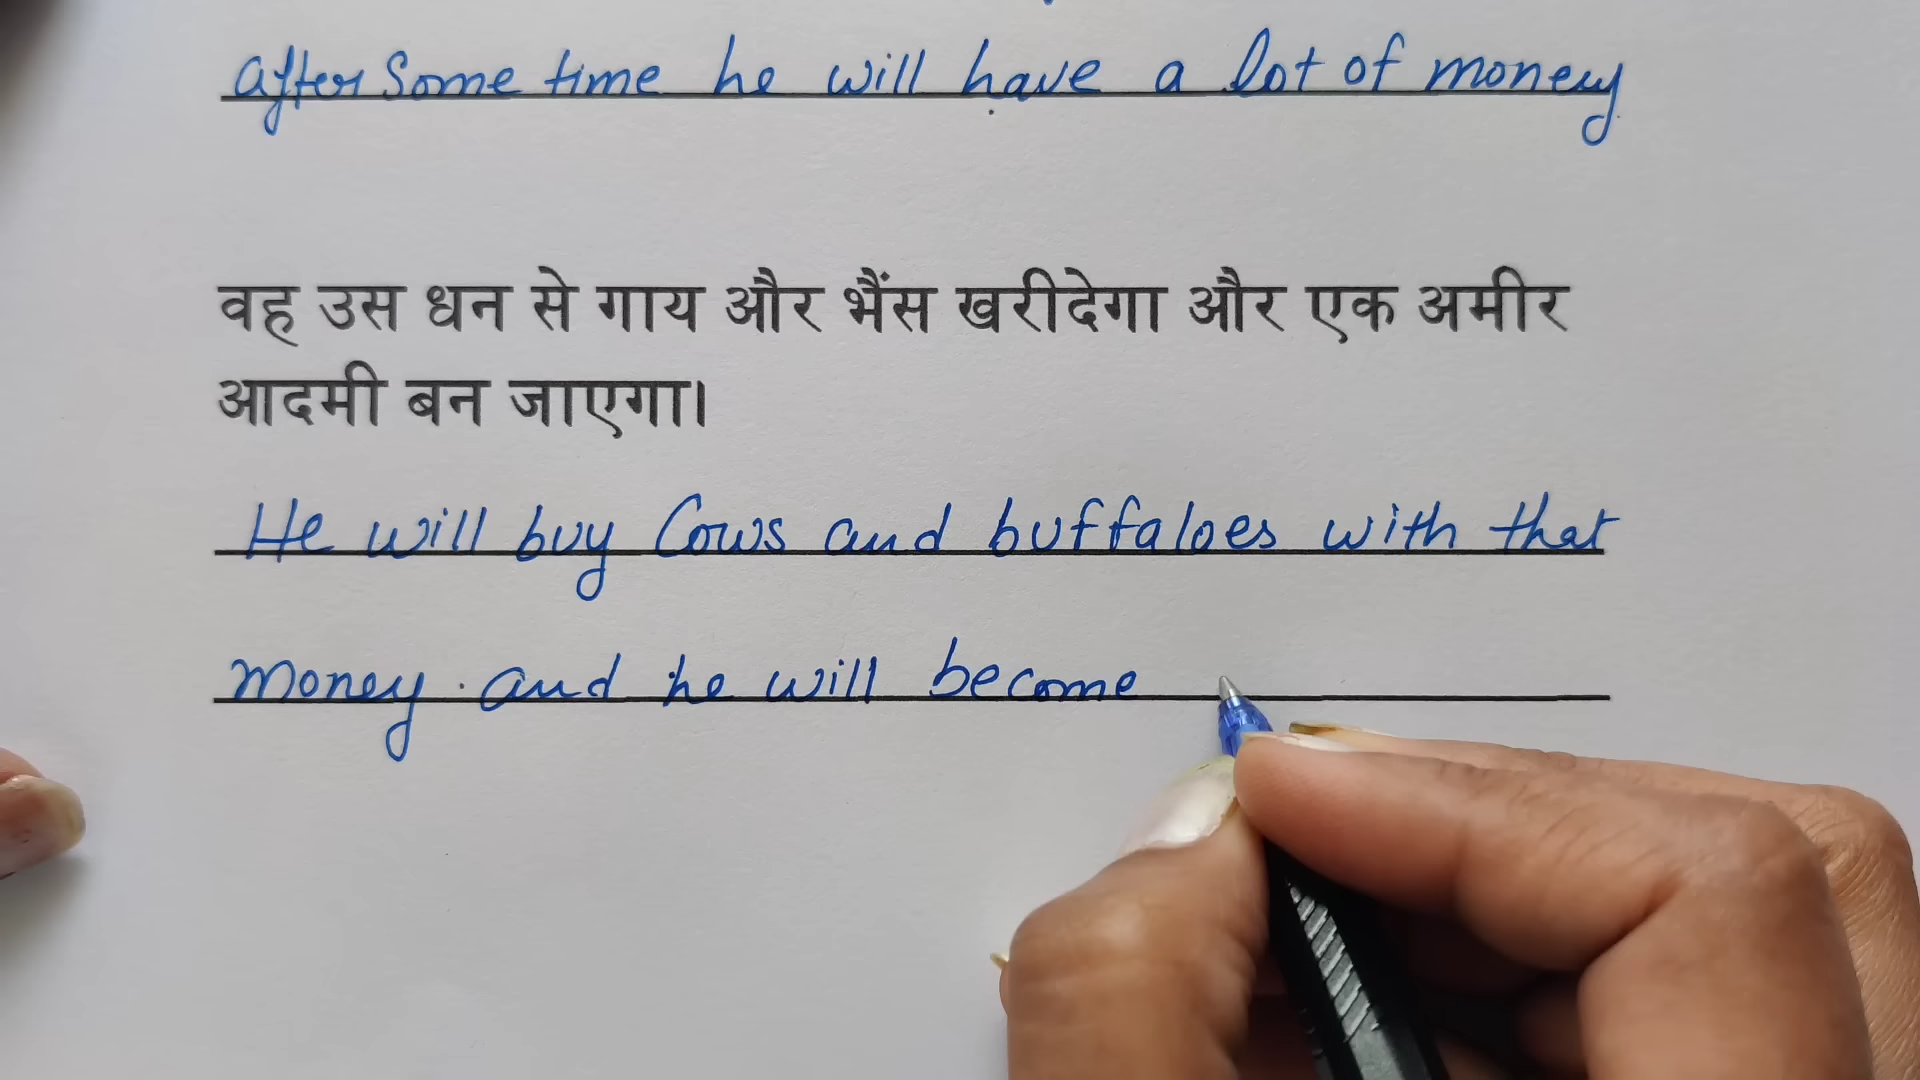 After Some time he will have a lot of money
वह उस धन से गाय और भैंस खरीदेगा और एक अमीर
आदमी बन जाएगा।
He will buy Cows and buffaloes with that
money. and he will become